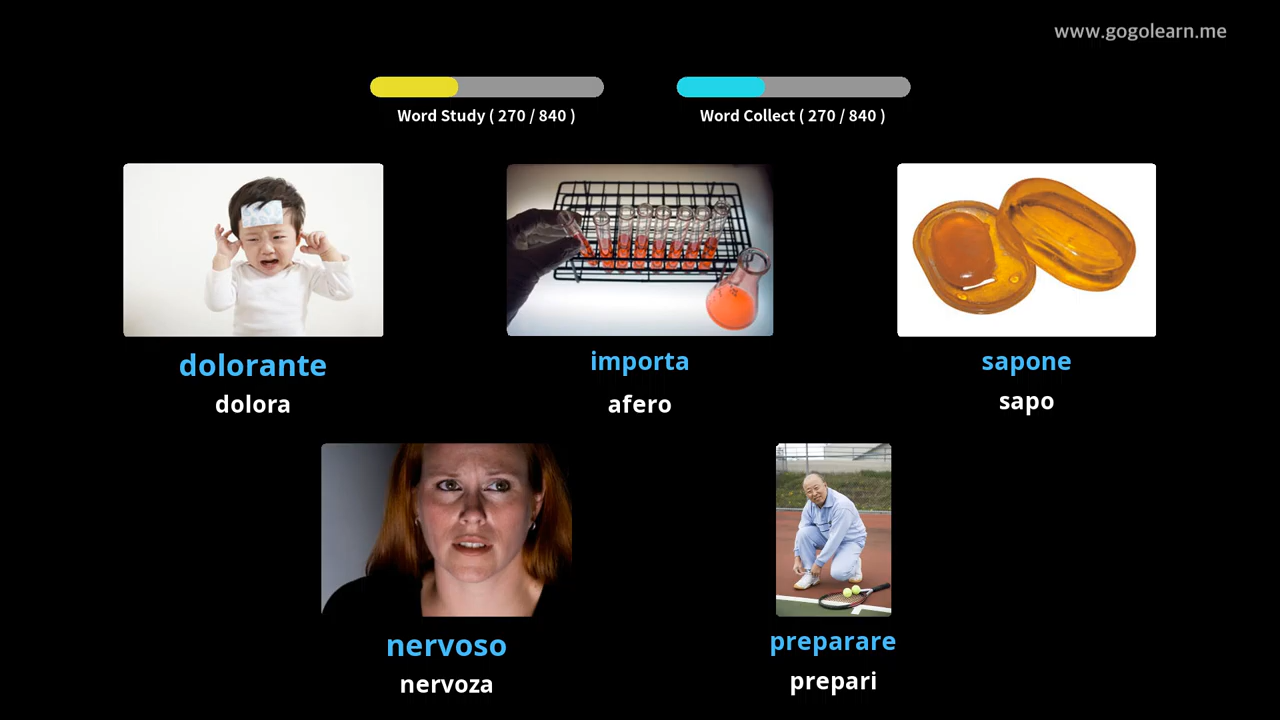 www.gogolearn.me
Word Study ( 270 / 840 )
Word Collect ( 270 / 840 )
dolorante
dolora
importa
afero
sapone
sapo
nervoso
nervoza
preparare
prepari